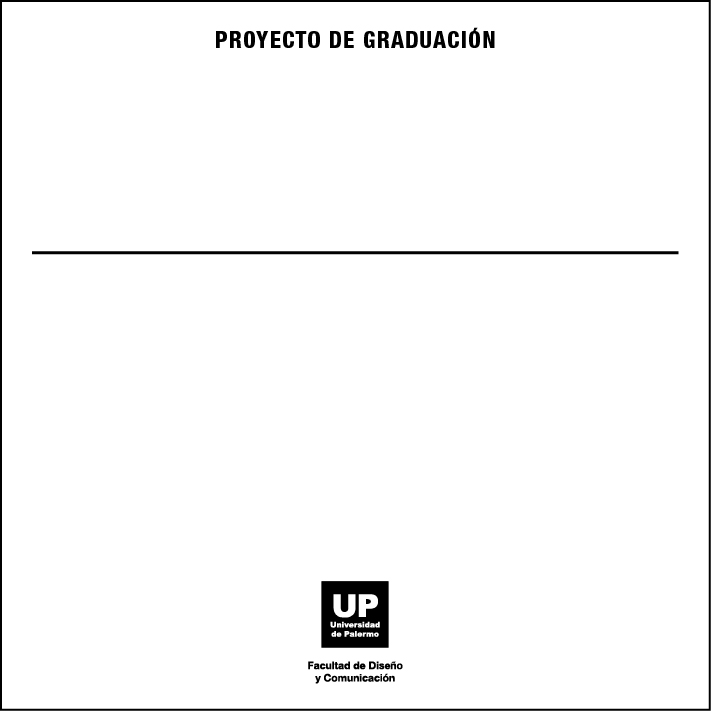 PROYECTO DE GRADUACIÓN
UP
Universidad
de Palermo
Facultad de Diseño
y Comunicación